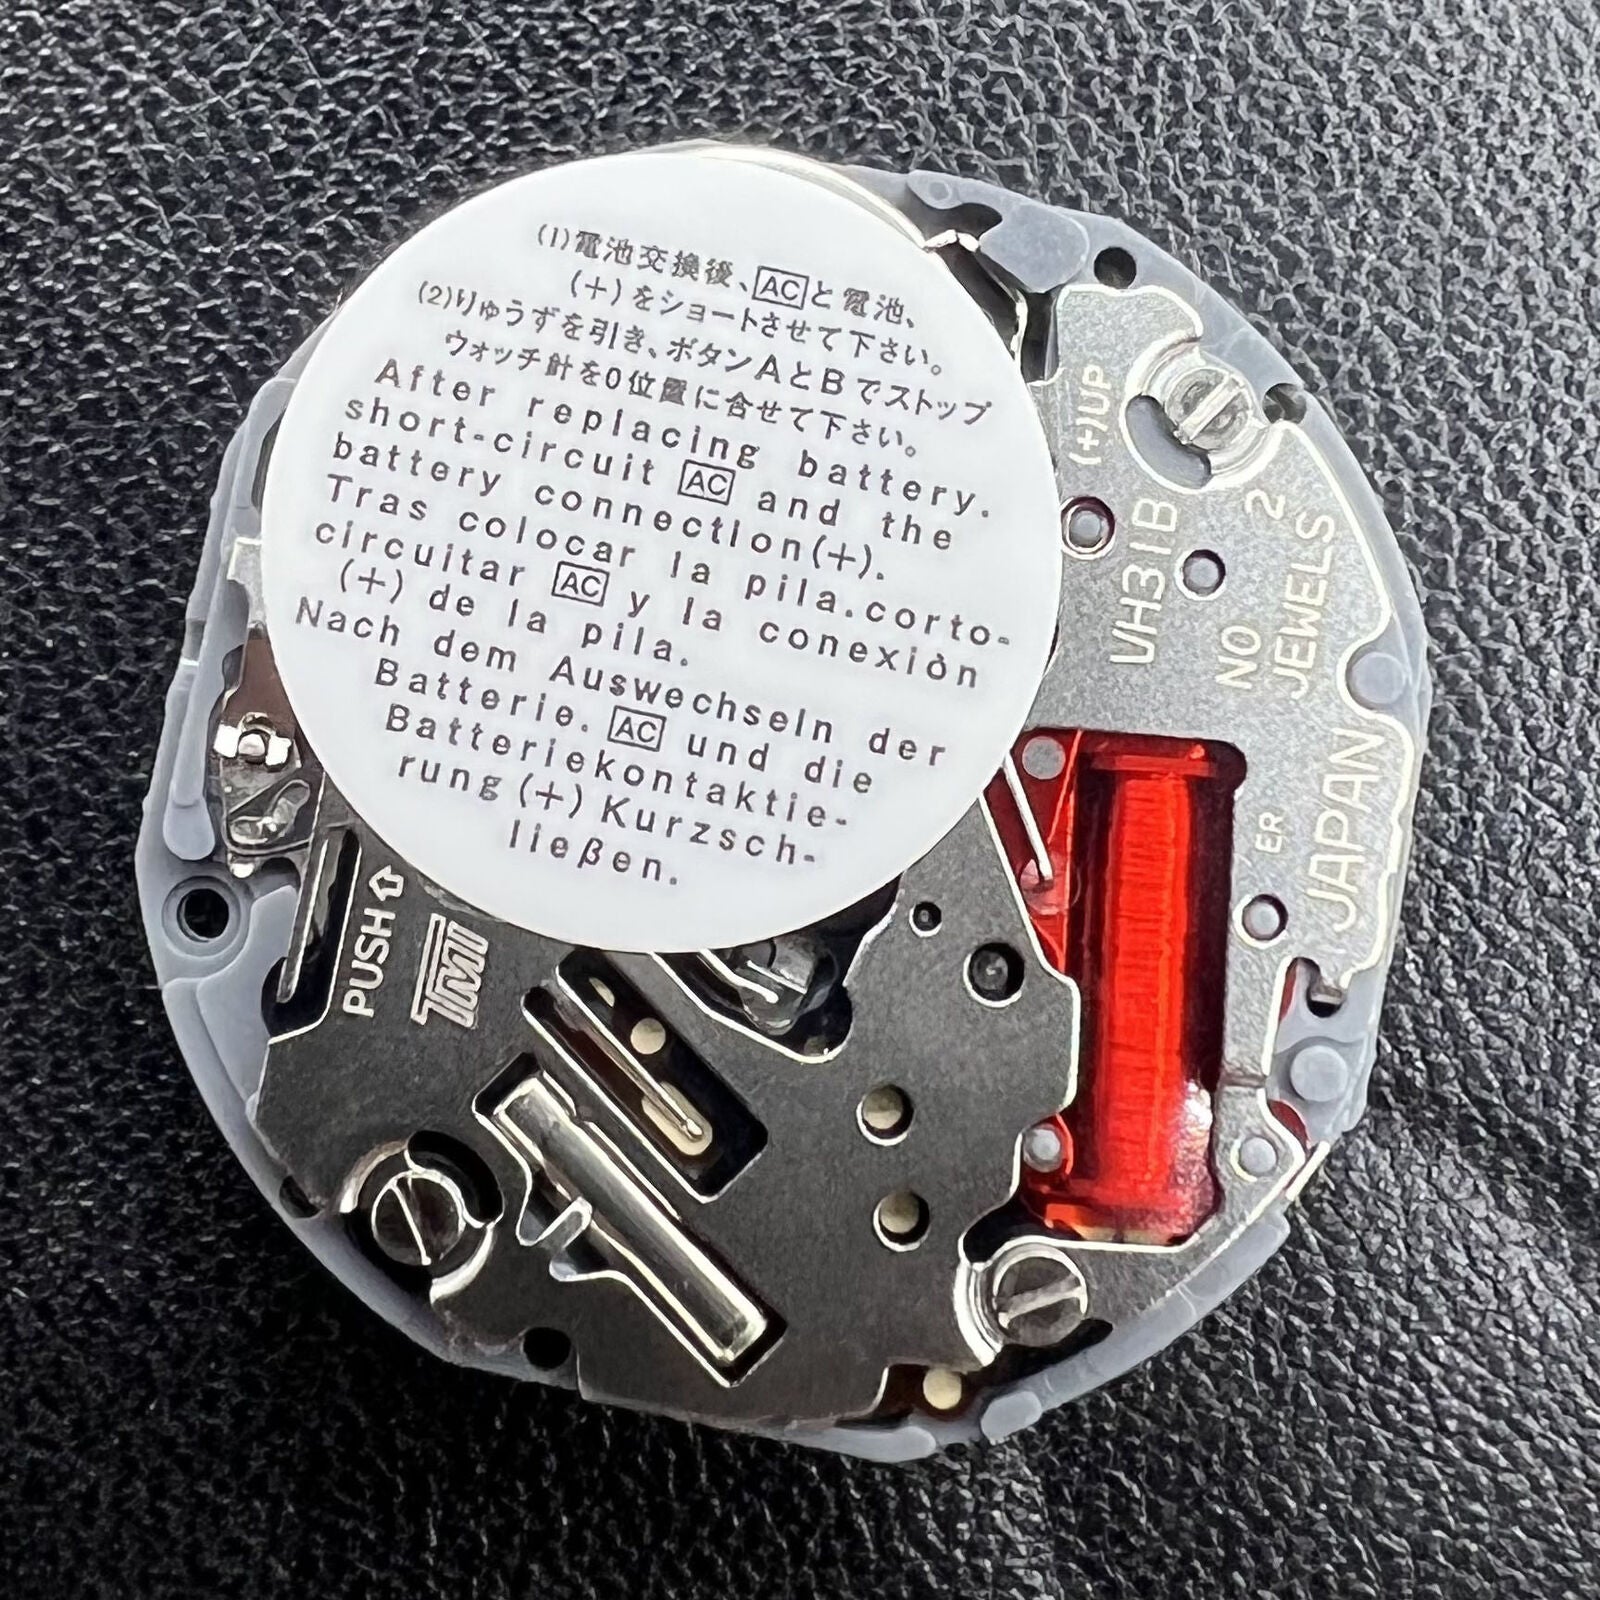 (1)電池交換後、ACと電池、
(+)をショートさせて下さい。
(2)りゅうずを引き、ボタンAとBでストップ
ウォッチ針を0位置に合せて下さい。
After replacing battery.
short-circuit AC and the
battery connection(+).
Tras colocar la pila.corto-
circuitar AC y la conexiòn
(+) de la pila.
Nach dem Auswechseln der
Batterie. AC und die
Batteriekontaktie-
rung (+) Kurzsch-
ließen.
(+)UP
VH31B
NO
2
JEWELS
JAPAN
ER
PUSH⇧
TMI